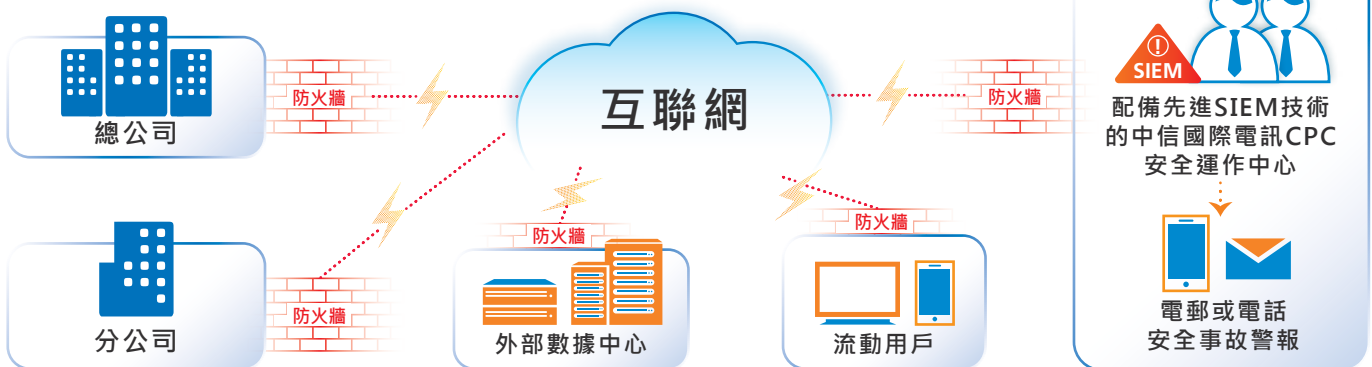 總公司
防火牆
互聯網
防火牆
!
SIEM
配備先進SIEM技術
的中信國際電訊CPC
安全運作中心
分公司
防火牆
防火牆
外部數據中心
防火牆
流動用戶
電郵或電話
安全事故警報